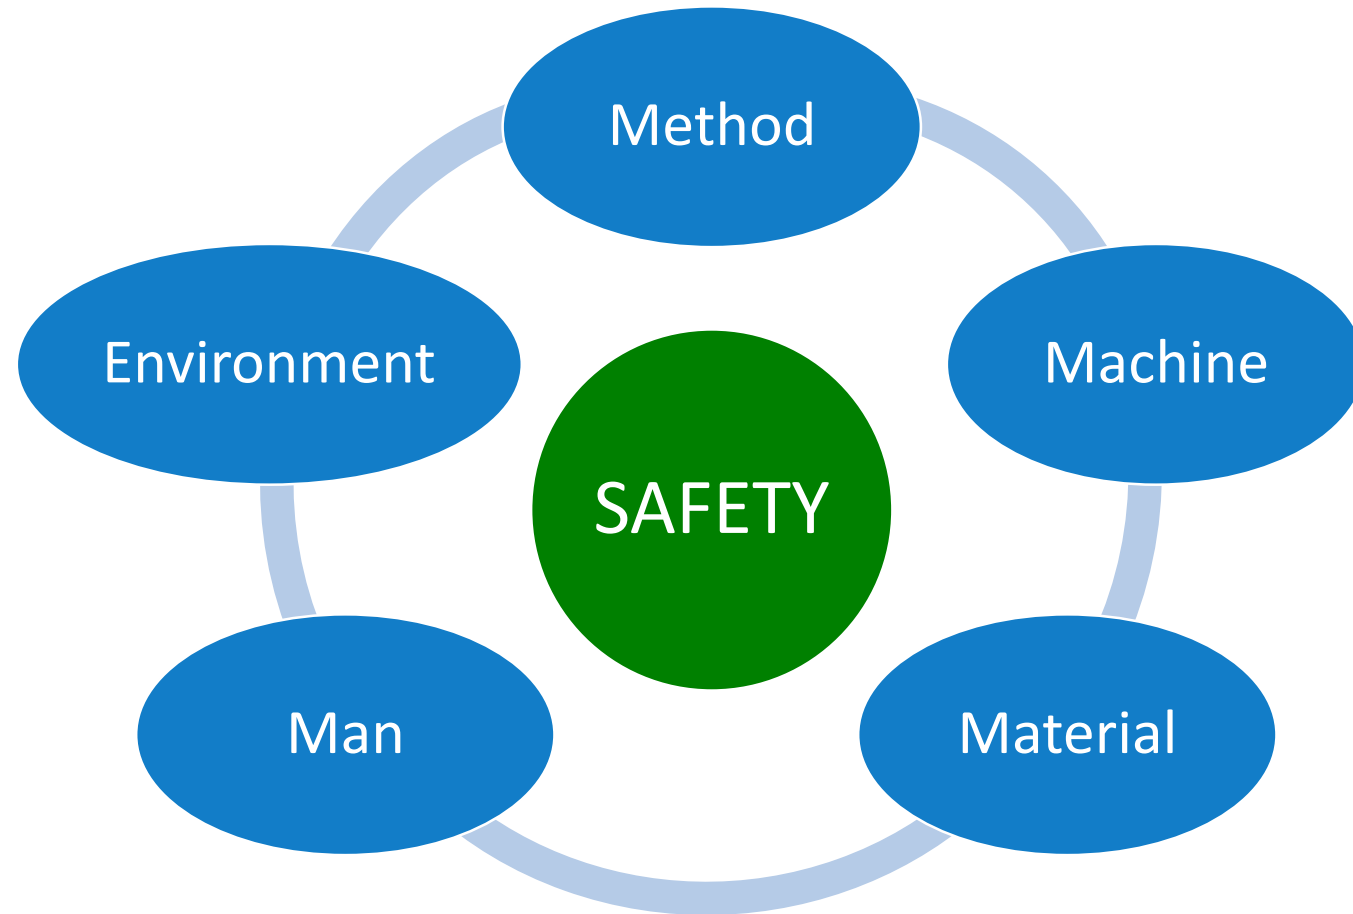 Method
Environment
Machine
SAFETY
Man
Material